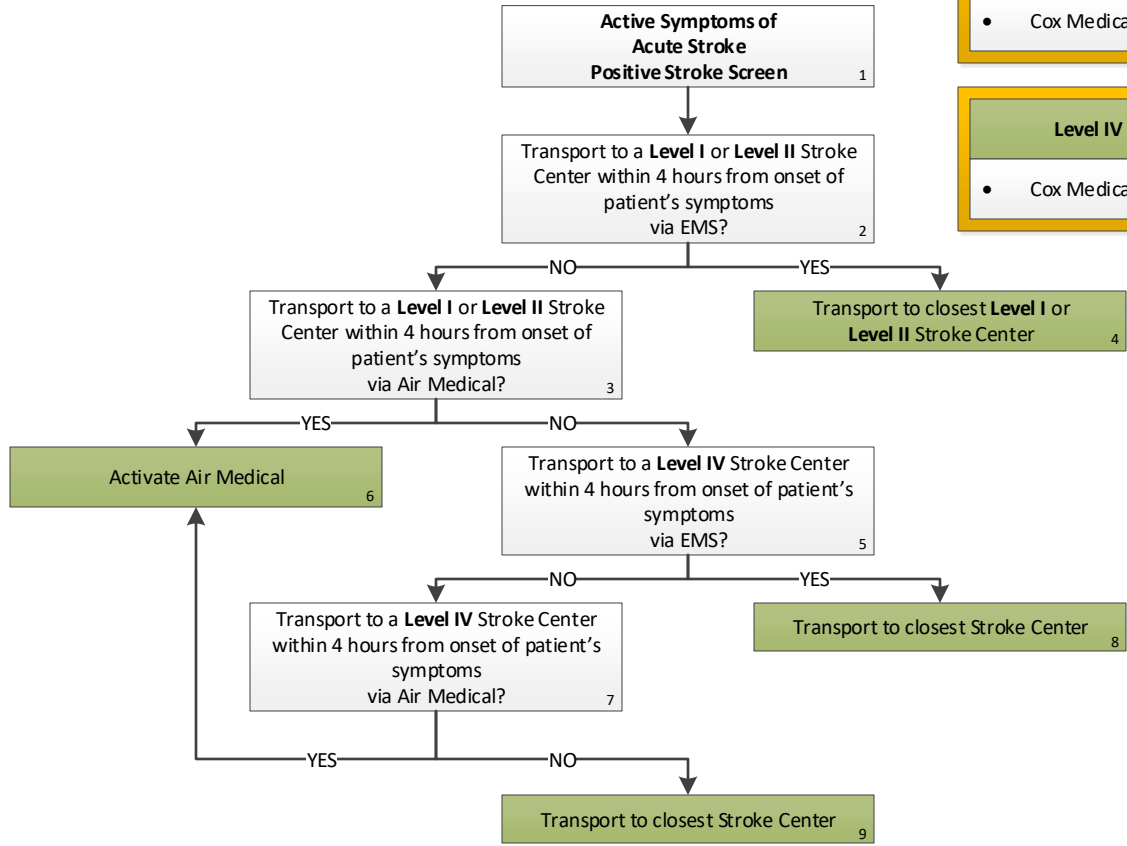 Active Symptoms of
Acute Stroke
Positive Stroke Screen
1
• Cox
Transport to a Level I or Level II Stroke
Center within 4 hours from onset of
patient's symptoms
via EMS?
2
Level IV
• Cox
NO
YES
Transport to a Level I or Level II Stroke
Center within 4 hours from onset of
patient's symptoms
via Air Medical?
3
Transport to closest Level I or
Level II Stroke Center
4
YES
NO
Activate Air Medical
6
Transport to a Level IV Stroke Center
within 4 hours from onset of patient's
symptoms
via EMS?
5
NO
YES
Transport to a Level IV Stroke Center
within 4 hours from onset of patient's
symptoms
via Air Medical?
7
Transport to closest Stroke Center
8
YES
NO
Transport to closest Stroke Center
9